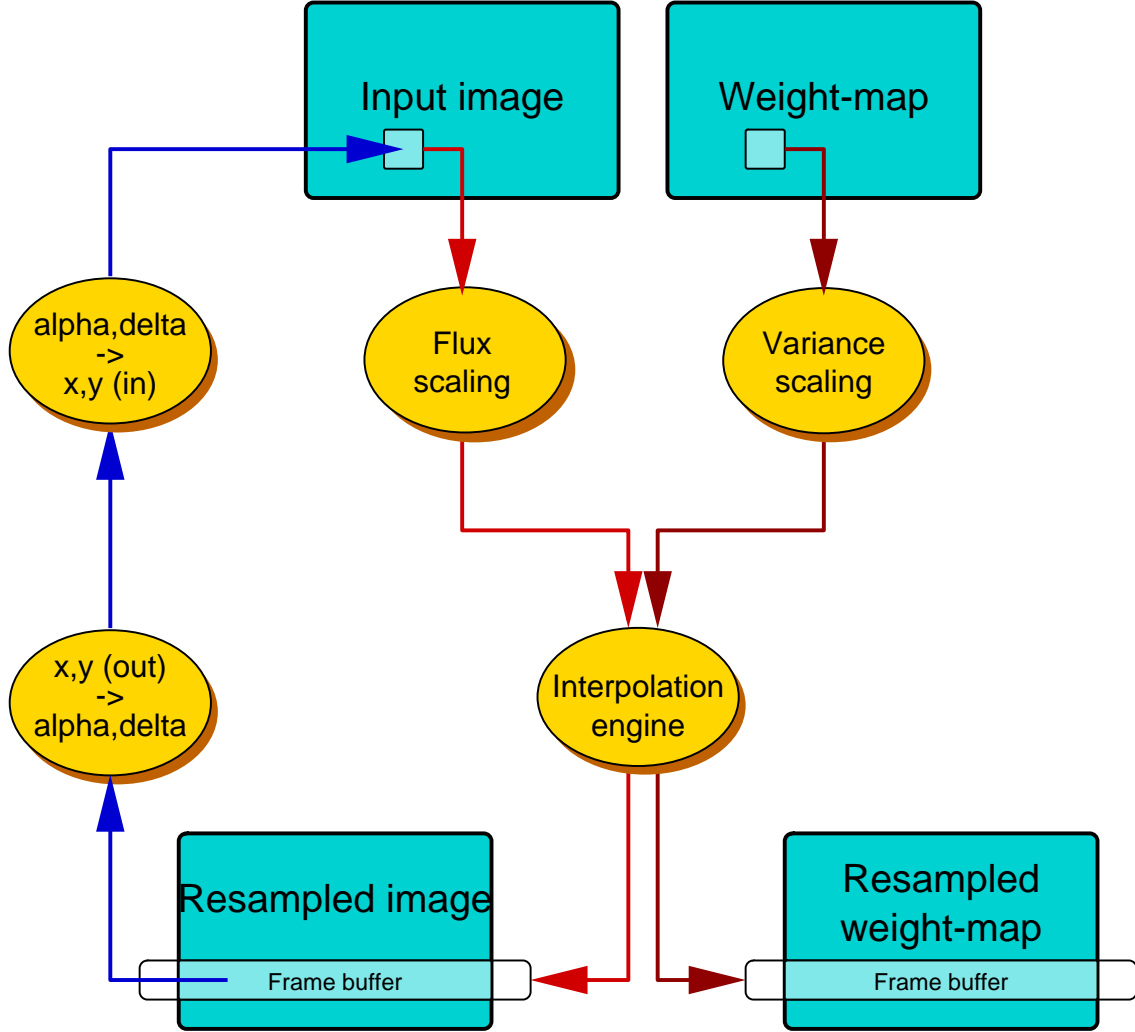 Input image
Weight-map
alpha,delta
->
x,y (in)
Flux
scaling
Variance
scaling
x,y (out)
->
alpha,delta
Interpolation
engine
Resampled image
Frame buffer
Resampled
weight-map
Frame buffer